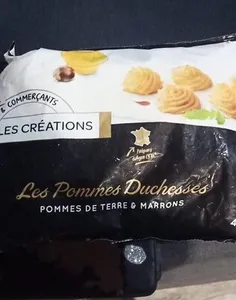 & COMMERÇANTS
LES CRÉATIONS
Les Pommes Duchesses
POMMES DE TERRE & MARRONS